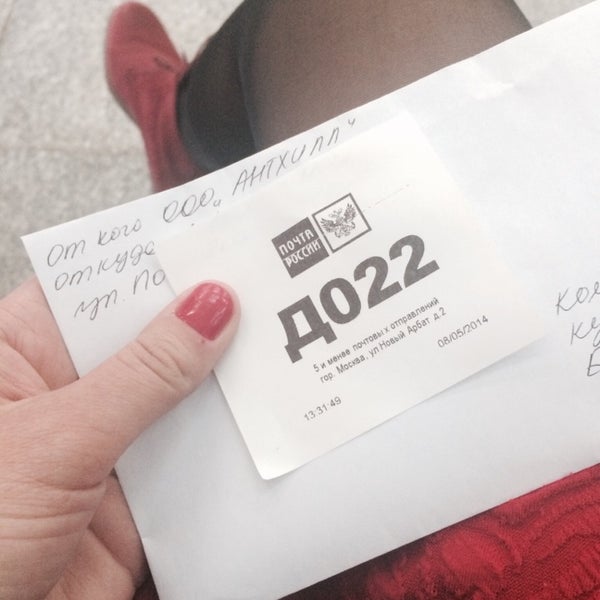 от кого ООО "АНТХИЛЛ"
откуда
ул. по
ПОЧТА
РОССИИ
Д022
5 и менее почтовых отправлений
гор. Москва, ул Новый Арбат д.2
13:31:49 08/05/2014
ком
ку